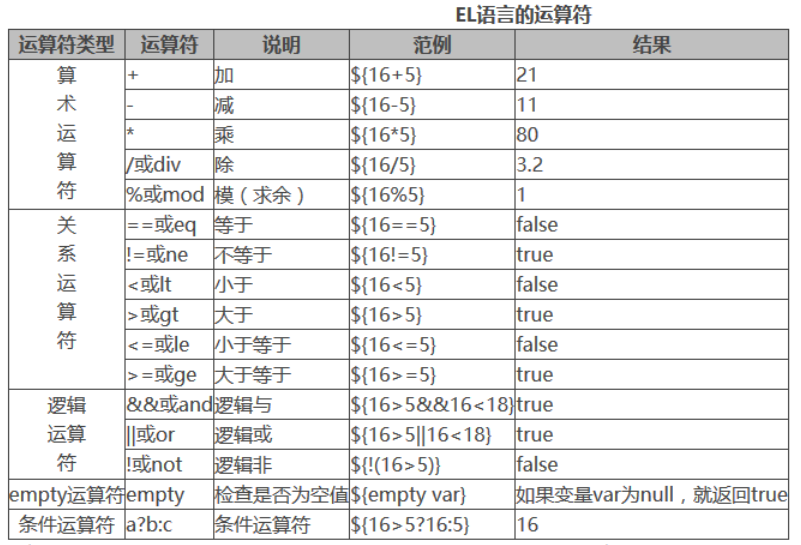 EL语言的运算符
运算符类型 运算符 说明 范例 结果
算术运算符 + 加 ${16+5} 21
- 减 ${16-5} 11
* 乘 ${16*5} 80
/或div 除 ${16/5} 3.2
%或mod 模（求余） ${16%5} 1
关系运算符 ==或eq 等于 ${16==5} false
!=或ne 不等于 ${16!=5} true
<或lt 小于 ${16<5} false
>或gt 大于 ${16>5} true
<=或le 小于等于 ${16<=5} false
>=或ge 大于等于 ${16>=5} true
逻辑运算符 &&或and 逻辑与 ${16>5&&16<18} true
||或or 逻辑或 ${16>5||16<18} true
!或not 逻辑非 ${!(16>5)} false
empty运算符 empty 检查是否为空值 ${empty var} 如果变量var为null，就返回true
条件运算符 a?b:c 条件运算符 ${16>5?16:5} 16